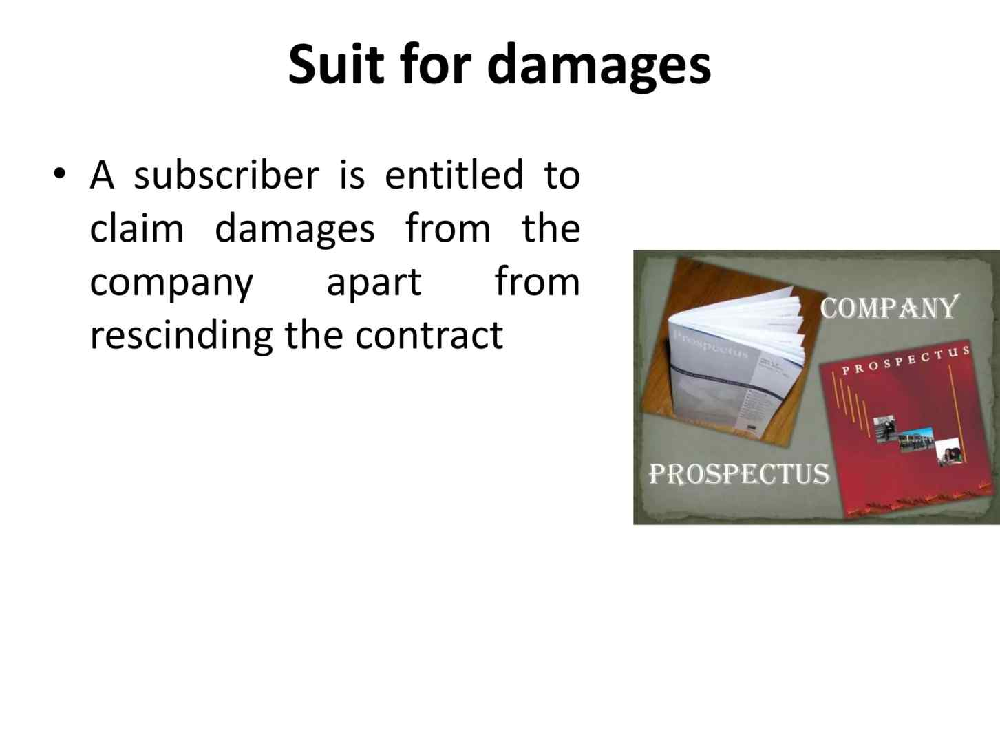 Suit for damages
• A subscriber is entitled to
claim damages from the
company apart from
rescinding the contract
COMPANY
Prospectus
PROSPECTUS
PROSPECTUS